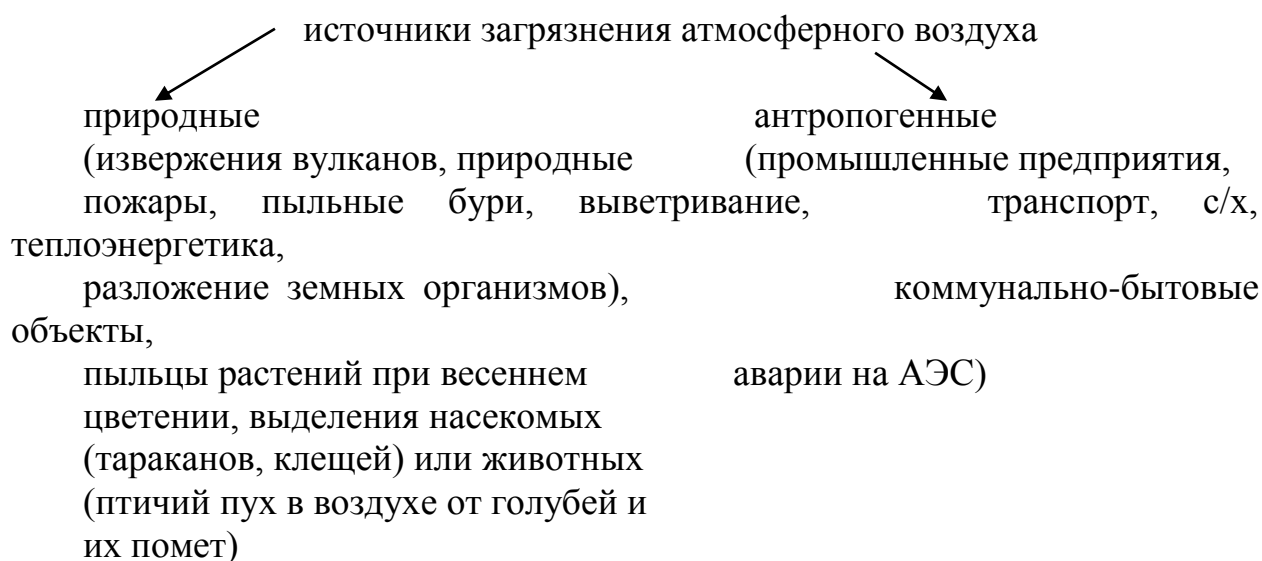 источники загрязнения атмосферного воздуха
природные антропогенные
(извержения вулканов, природные (промышленные предприятия,
пожары, пыльные бури, выветривание, транспорт, с/х,
теплоэнергетика,
разложение земных организмов), коммунально-бытовые
объекты,
пыльцы растений при весеннем аварии на АЭС)
цветении, выделения насекомых
(тараканов, клещей) или животных
(птичий пух в воздухе от голубей и
их помет)